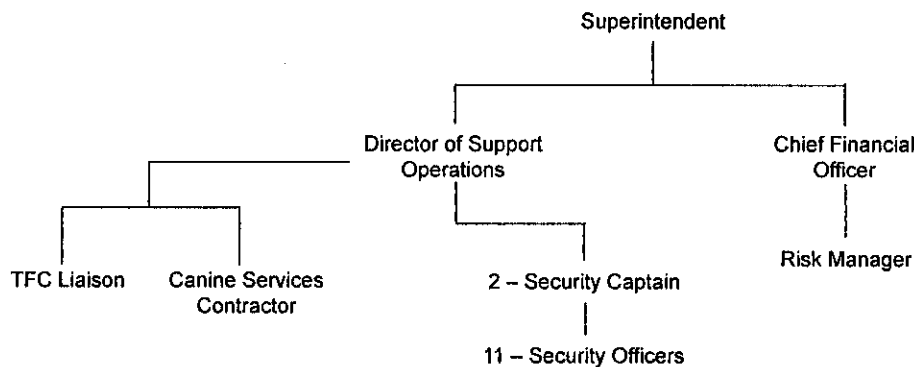 Superintendent
Director of Support
Operations
Chief Financial
Officer
TFC Liaison
Canine Services
Contractor
2 – Security Captain
Risk Manager
11 – Security Officers